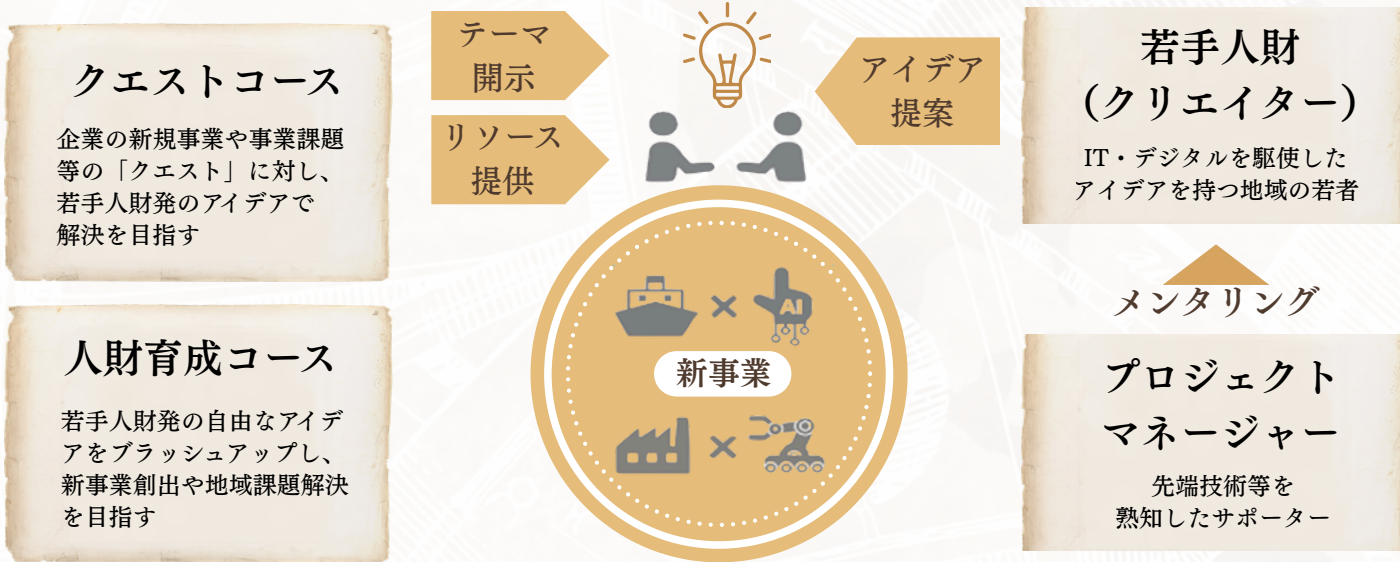 クエストコース
企業の新規事業や事業課題
等の「クエスト」に対し、
若手人財発のアイデアで
解決を目指す
人財育成コース
若手人財発の自由なアイデ
アをブラッシュアップし、
新事業創出や地域課題解決
を目指す
テーマ
開示
リソース
提供
アイデア
提案
AI
新事業
若手人財
（クリエイター）
IT・デジタルを駆使した
アイデアを持つ地域の若者
メンタリング
プロジェクト
マネージャー
先端技術等を
熟知したサポーター